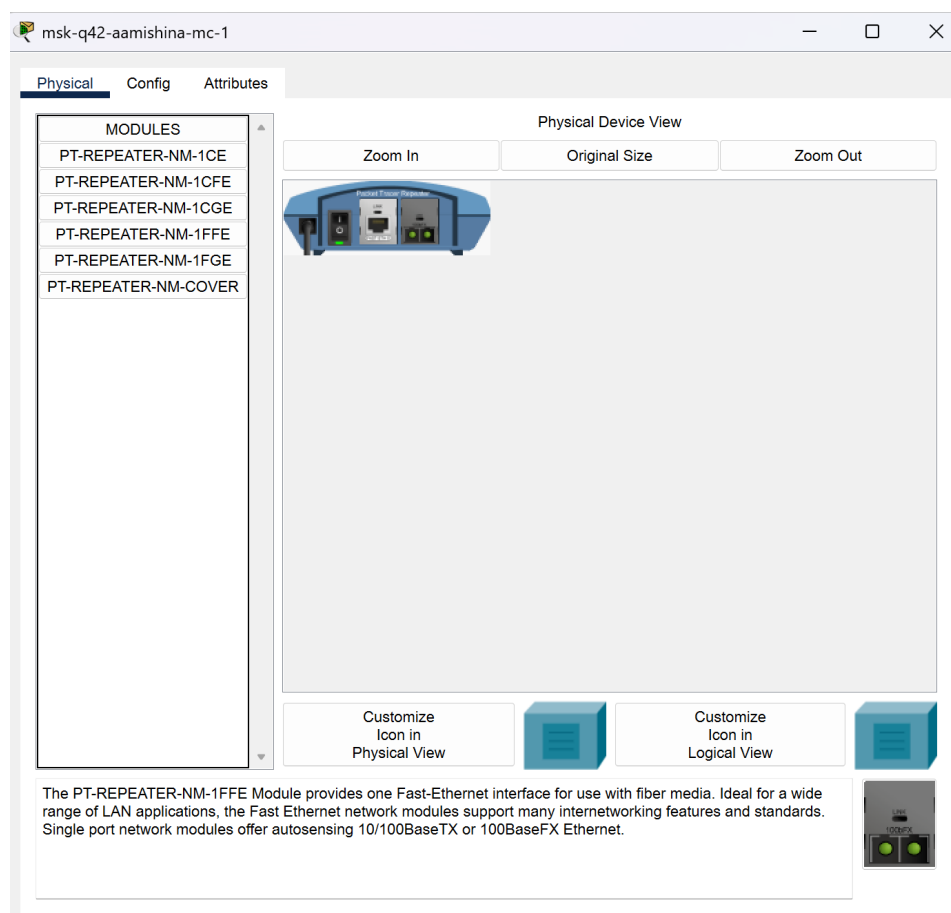 msk-q42-aamishina-mc-1
Physical Config Attributes
MODULES
PT-REPEATER-NM-1CE
PT-REPEATER-NM-1CFE
PT-REPEATER-NM-1CGE
PT-REPEATER-NM-1FFE
PT-REPEATER-NM-1FGE
PT-REPEATER-NM-COVER
Physical Device View
Zoom In Original Size Zoom Out
Packet Tracer Repeater
Customize
Icon in
Physical View
Customize
Icon in
Logical View
The PT-REPEATER-NM-1FFE Module provides one Fast-Ethernet interface for use with fiber media. Ideal for a wide
range of LAN applications, the Fast Ethernet network modules support many internetworking features and standards.
Single port network modules offer autosensing 10/100BaseTX or 100BaseFX Ethernet.
LINK
100bFX